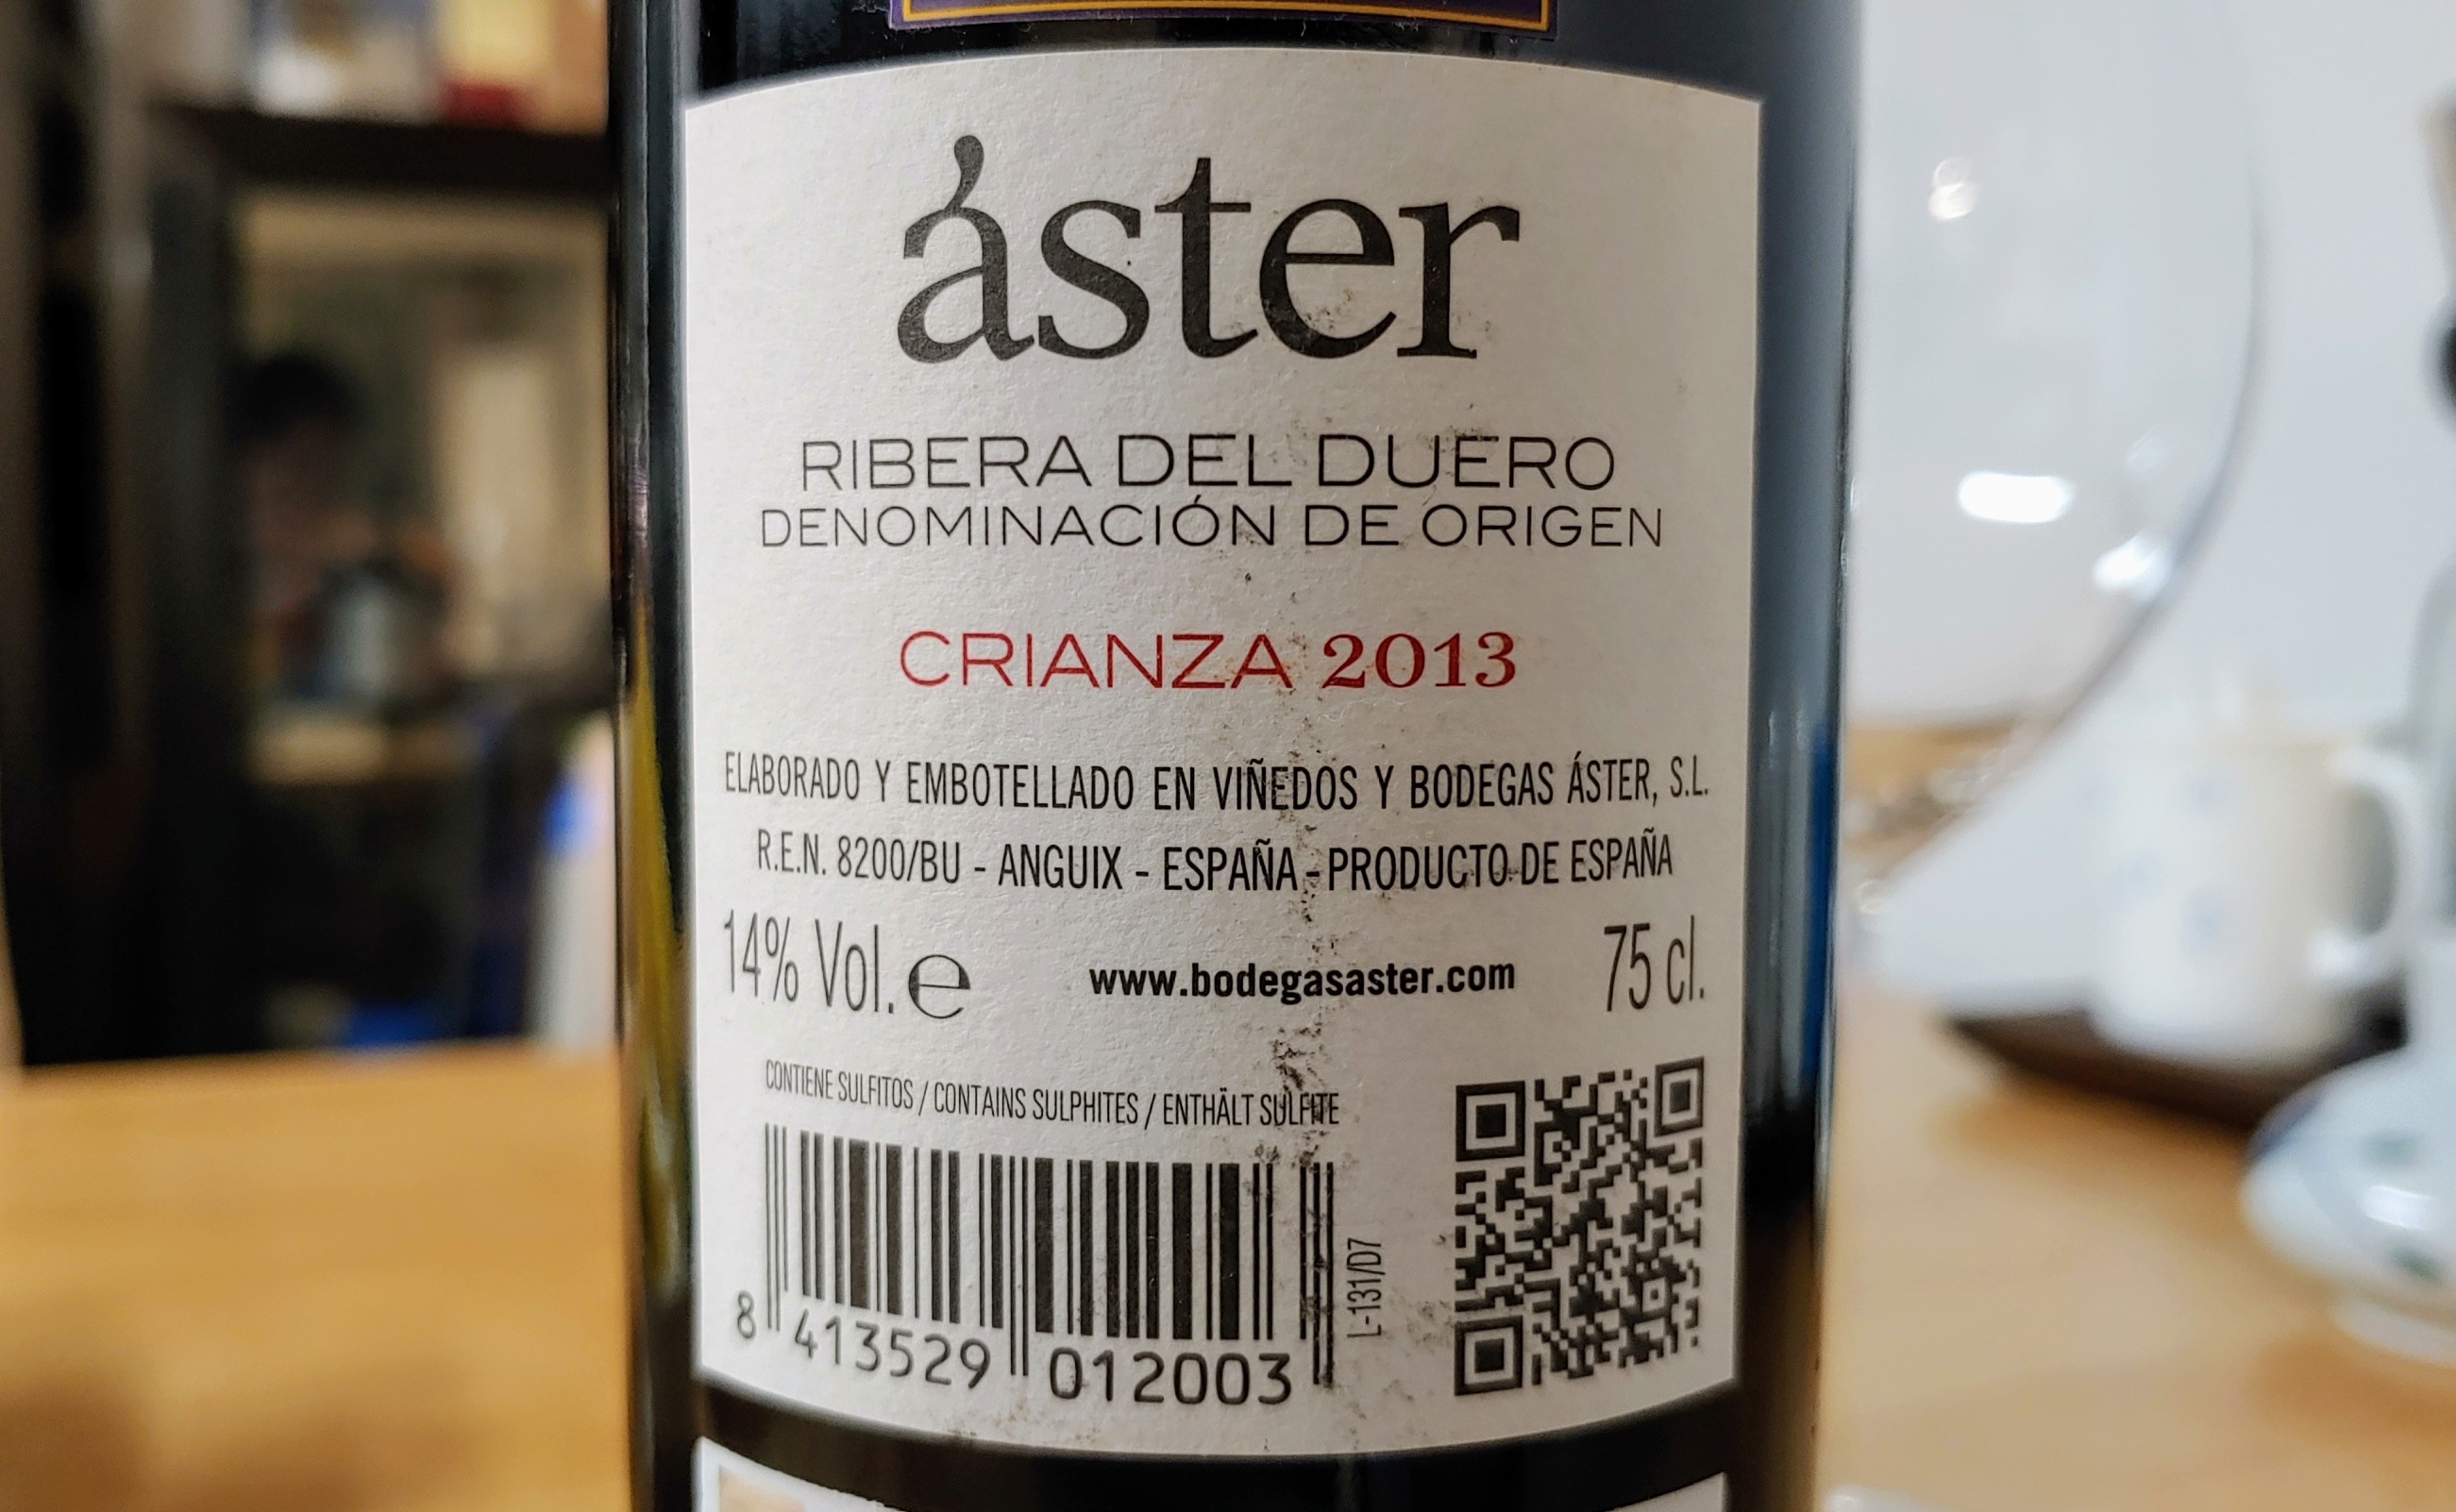 áster
RIBERA DEL DUERO
DENOMINACIÓN DE ORIGEN
CRIANZA 2013
ELABORADO Y EMBOTELLADO EN VIÑEDOS Y BODEGAS ÁSTER, S.L.
R.E.N. 8200/BU - ANGUIX - ESPAÑA - PRODUCTO DE ESPAÑA
14% Vol. e www.bodegasaster.com 75 cl.
CONTIENE SULFITOS / CONTAINS SULPHITES / ENTHÄLT SULFITE
L-131/D7
8 413529 012003